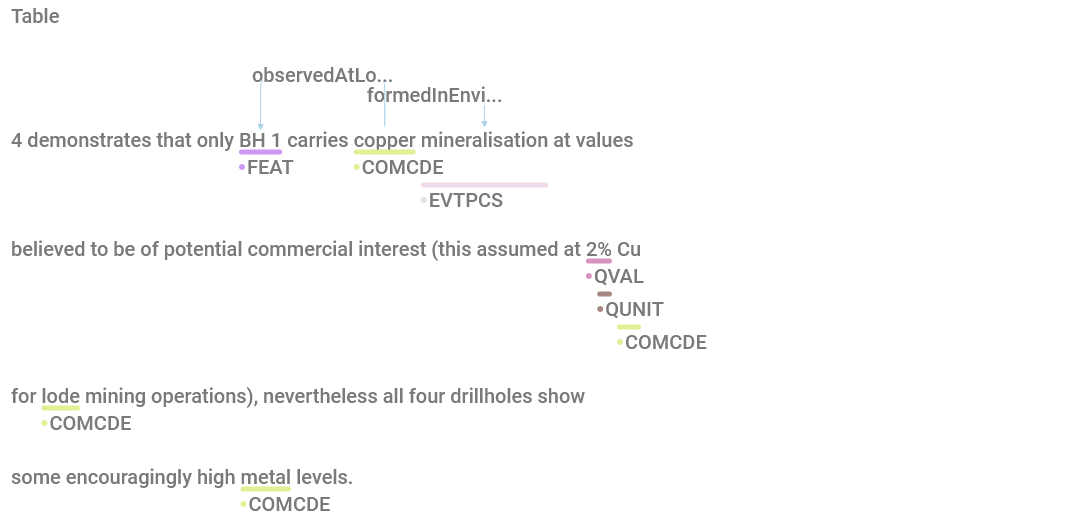 Table
observedAtLo...
formedInEnvi...
4 demonstrates that only BH 1 carries copper mineralisation at values
FEAT COMCDE
EVTPCS
believed to be of potential commercial interest (this assumed at 2% Cu
QVAL
QUNIT
COMCDE
for lode mining operations), nevertheless all four drillholes show
COMCDE
some encouragingly high metal levels.
COMCDE